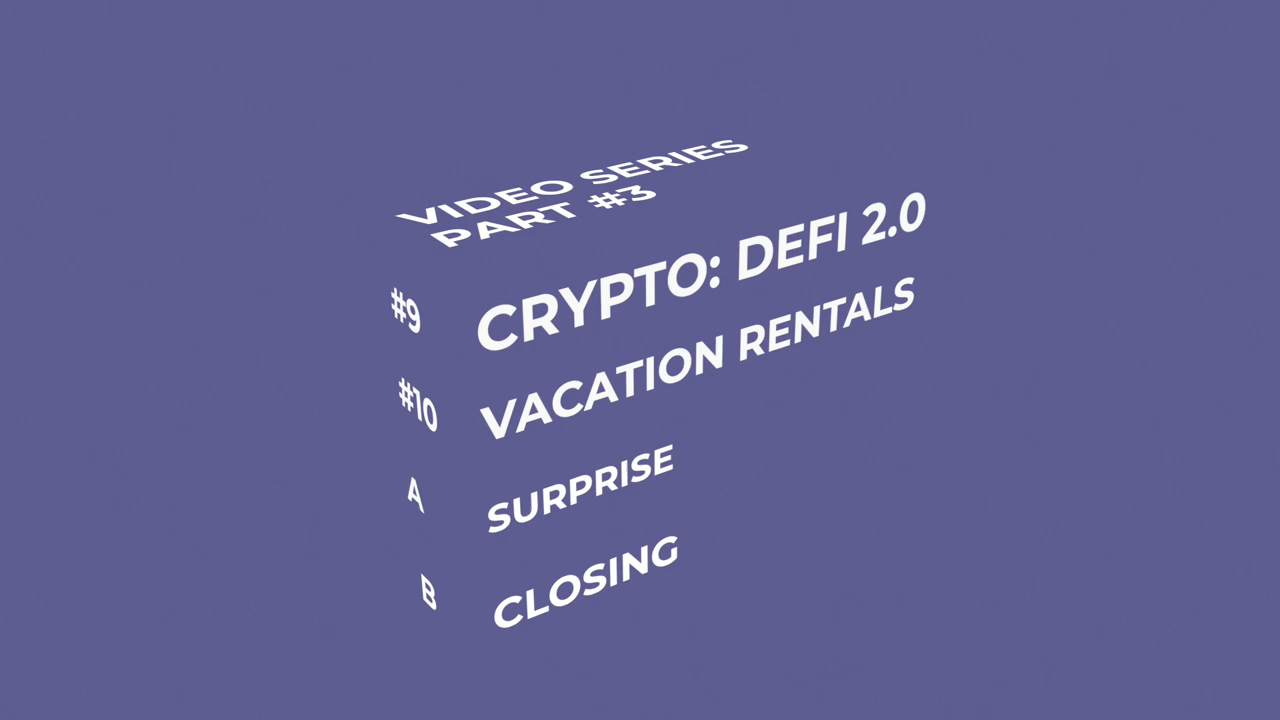 VIDEO SERIES
PART #3
#9 CRYPTO: DEFI 2.0
#10 VACATION RENTALS
A SURPRISE
B CLOSING